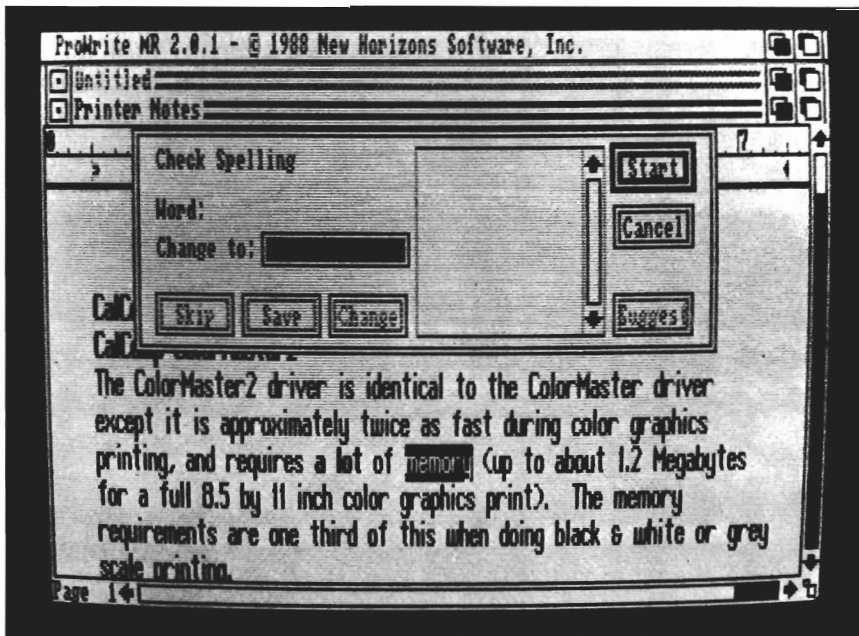 ProWrite MR 2.0.1 - © 1988 New Horizons Software, Inc.
Untitled
Printer Notes
7
Check Spelling
Start
Word:
Cancel
Change to:
Skip Save Change Suggest
The ColorMaster2 driver is identical to the ColorMaster driver
except it is approximately twice as fast during color graphics
printing, and requires a lot of memory (up to about 1.2 Megabytes
for a full 8.5 by 11 inch color graphics print). The memory
requirements are one third of this when doing black & white or grey
scale printing.
Page 1